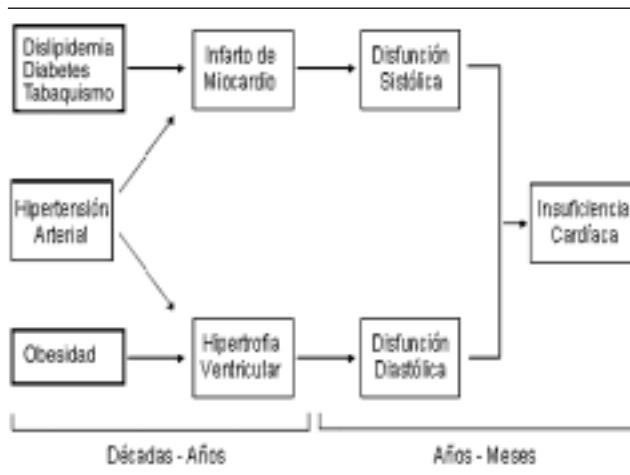 Dislipidemia
Diabetes
Tabaquismo
Infarto de
Miocardio
Disfunción
Sistólica
Hipertensión
Arterial
Insuficiencia
Cardíaca
Obesidad
Hipertrofia
Ventricular
Disfunción
Diastólica
Décadas - Años
Años - Meses